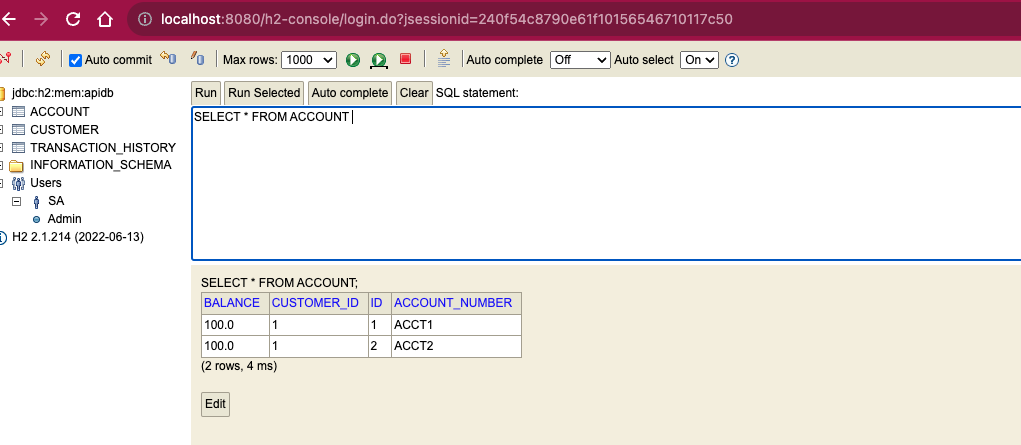 localhost:8080/h2-console/login.do?jsessionid=240f54c8790e61f10156546710117c50
Auto commit Max rows: 1000 Auto complete Off Auto select On ?
jdbc:h2:mem:apidb
ACCOUNT
CUSTOMER
TRANSACTION_HISTORY
INFORMATION_SCHEMA
Users
SA
Admin
H2 2.1.214 (2022-06-13)
Run Run Selected Auto complete Clear SQL statement:
SELECT * FROM ACCOUNT
SELECT * FROM ACCOUNT;
BALANCE CUSTOMER_ID ID ACCOUNT_NUMBER
100.0 1 1 ACCT1
100.0 1 2 ACCT2
(2 rows, 4 ms)
Edit